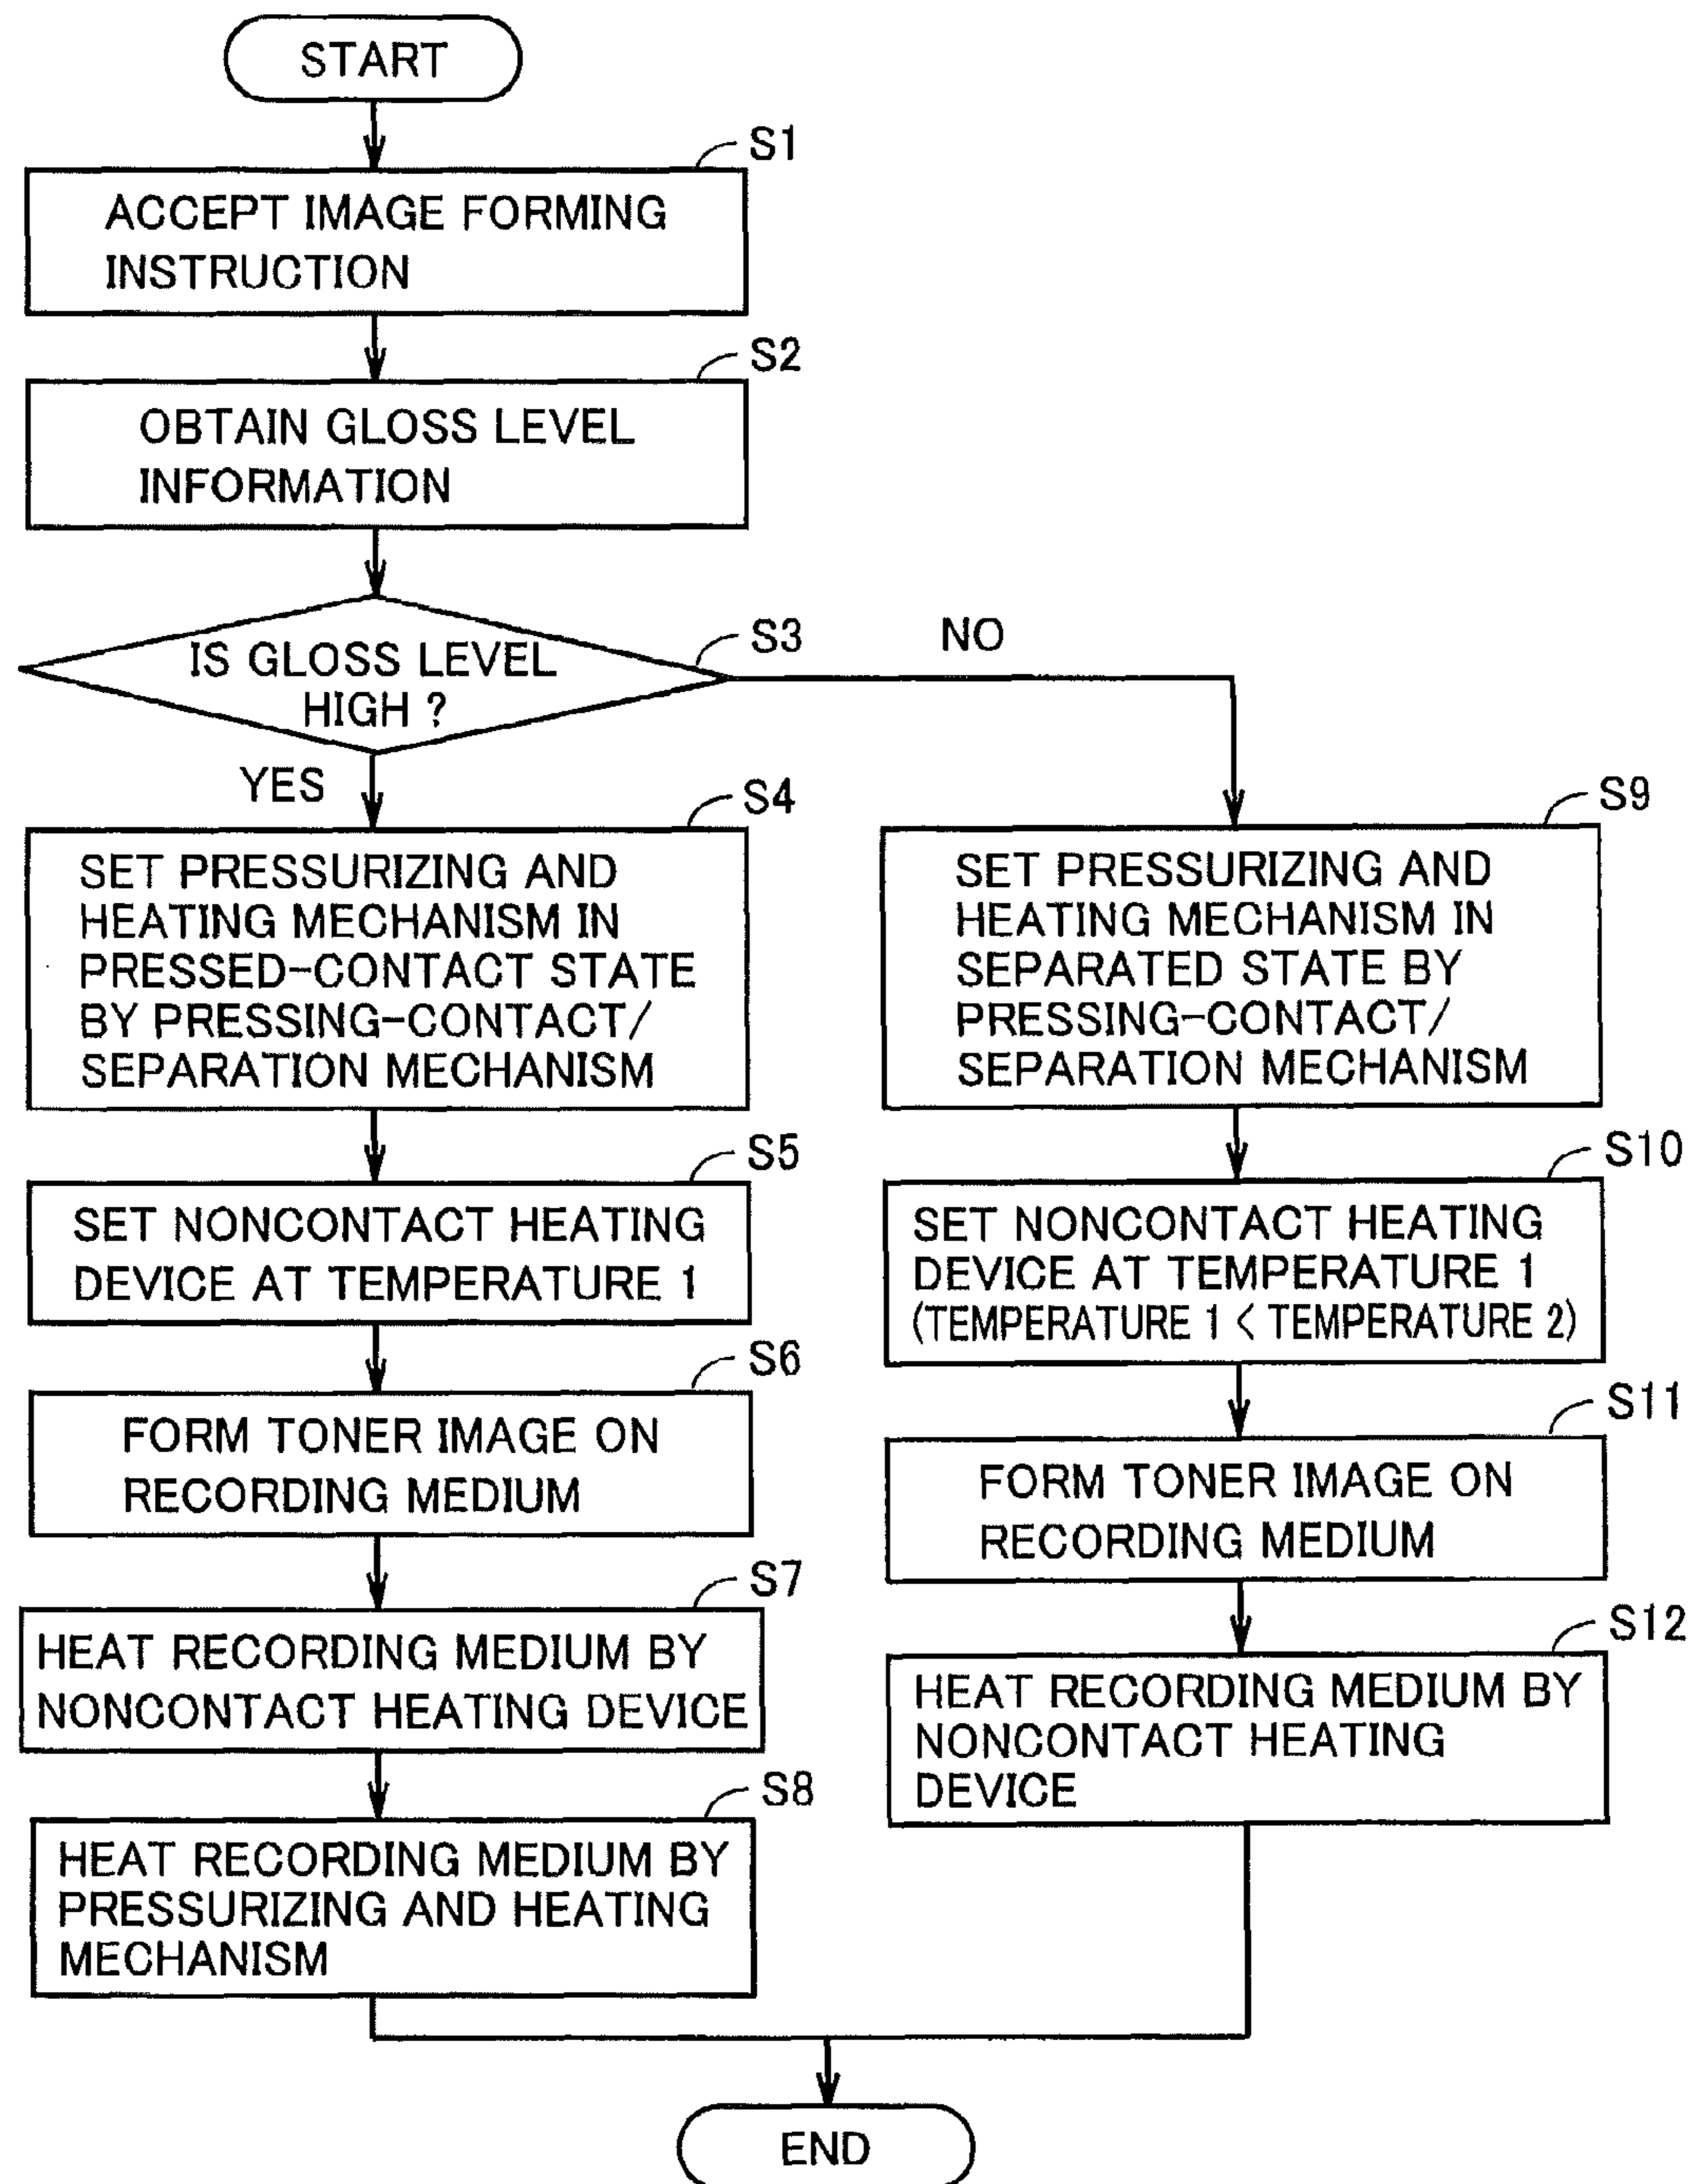 START
S1
ACCEPT IMAGE FORMING
INSTRUCTION
S2
OBTAIN GLOSS LEVEL
INFORMATION
S3
IS GLOSS LEVEL
HIGH ?
NO
YES
S4
SET PRESSURIZING AND
HEATING MECHANISM IN
PRESSED-CONTACT STATE
BY PRESSING-CONTACT/
SEPARATION MECHANISM
S5
SET NONCONTACT HEATING
DEVICE AT TEMPERATURE 1
S6
FORM TONER IMAGE ON
RECORDING MEDIUM
S7
HEAT RECORDING MEDIUM BY
NONCONTACT HEATING DEVICE
S8
HEAT RECORDING MEDIUM BY
PRESSURIZING AND HEATING
MECHANISM
S9
SET PRESSURIZING AND
HEATING MECHANISM IN
SEPARATED STATE BY
PRESSING-CONTACT/
SEPARATION MECHANISM
S10
SET NONCONTACT HEATING
DEVICE AT TEMPERATURE 1
(TEMPERATURE 1 < TEMPERATURE 2)
S11
FORM TONER IMAGE ON
RECORDING MEDIUM
S12
HEAT RECORDING MEDIUM BY
NONCONTACT HEATING
DEVICE
END